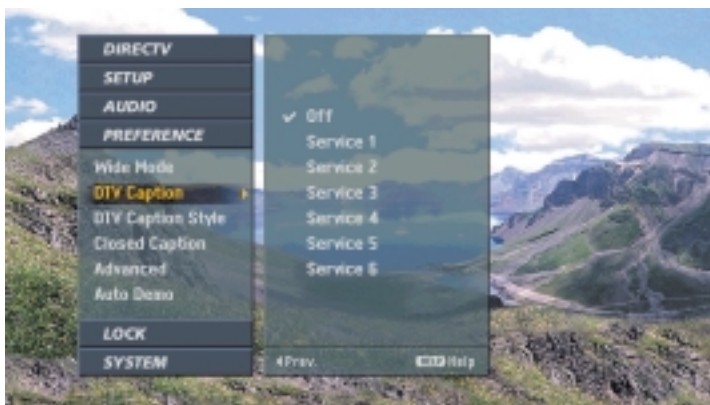 DIRECTV
SETUP
AUDIO
PREFERENCE
Wide Mode
DTV Caption
DTV Caption Style
Closed Caption
Advanced
Auto Demo
LOCK
SYSTEM
✔ Off
Service 1
Service 2
Service 3
Service 4
Service 5
Service 6
◀Prev.
HELP Help